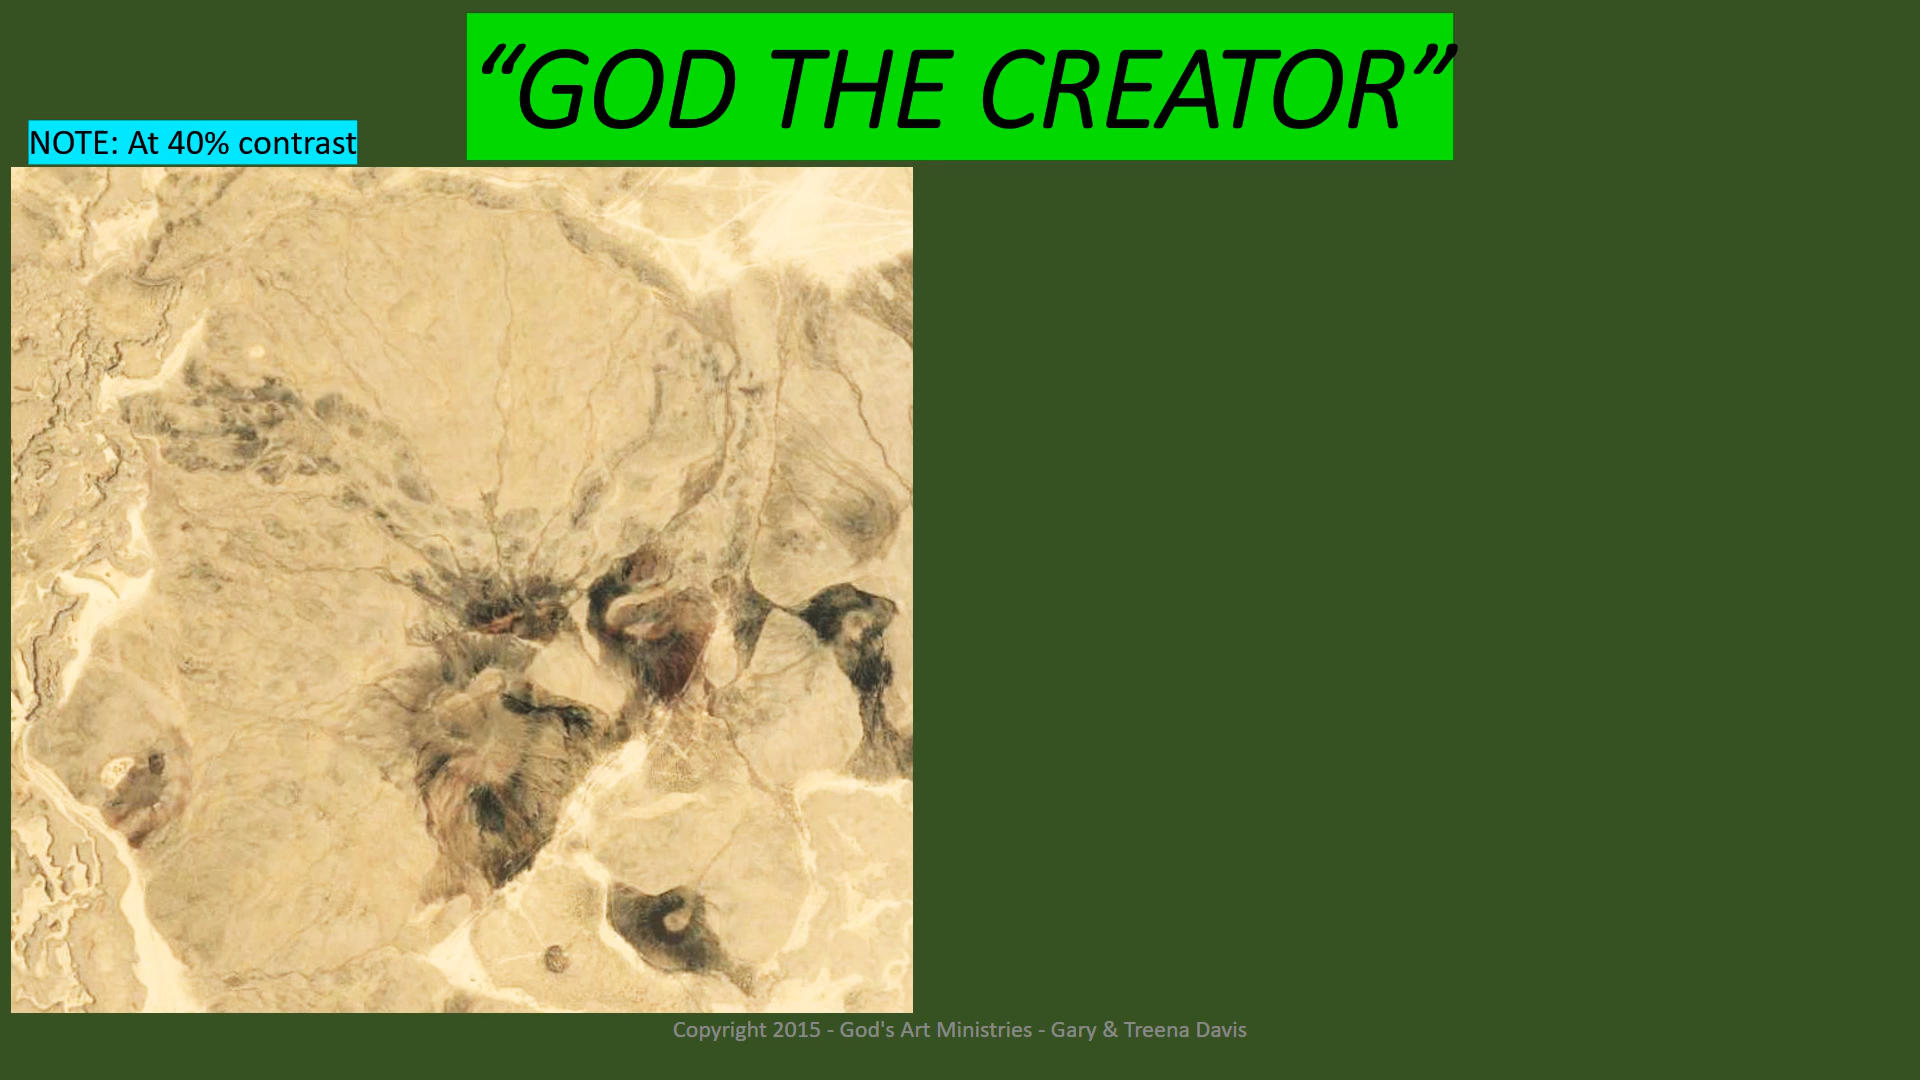 “GOD THE CREATOR”
NOTE: At 40% contrast
Copyright 2015 - God's Art Ministries - Gary & Treena Davis